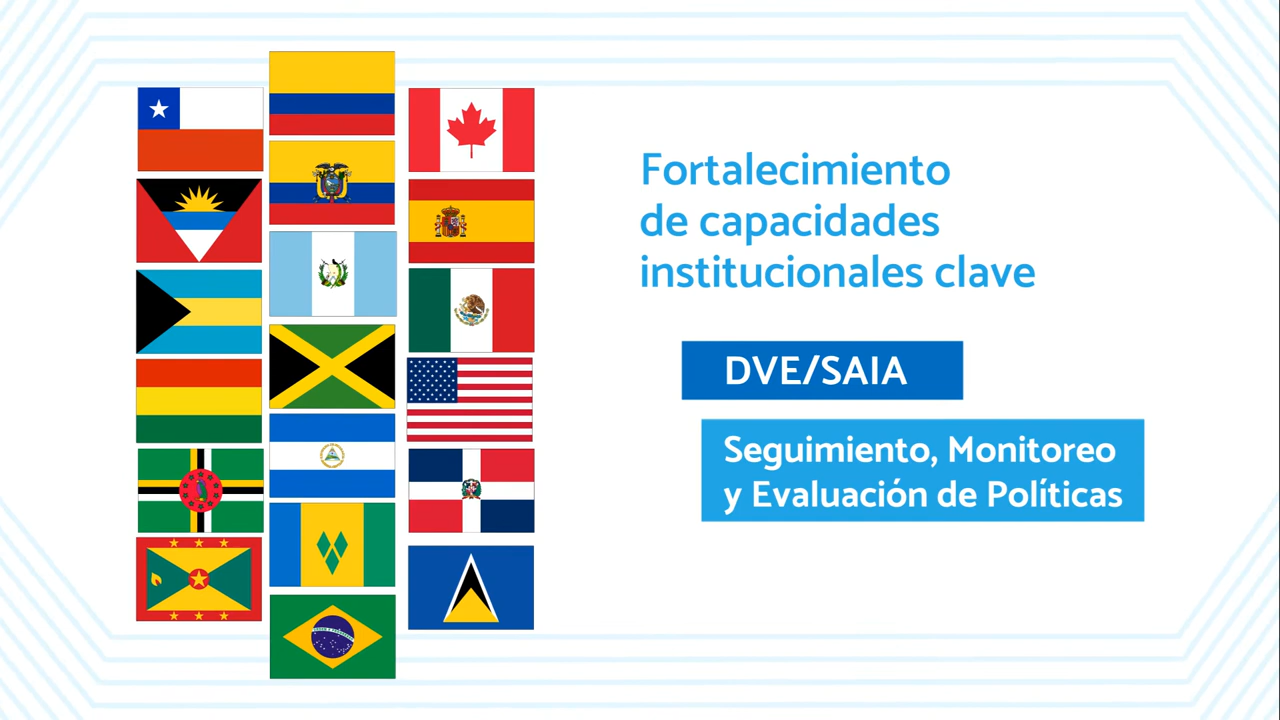 Fortalecimiento
de capacidades
institucionales clave
DVE/SAIA
Seguimiento, Monitoreo
y Evaluación de Políticas